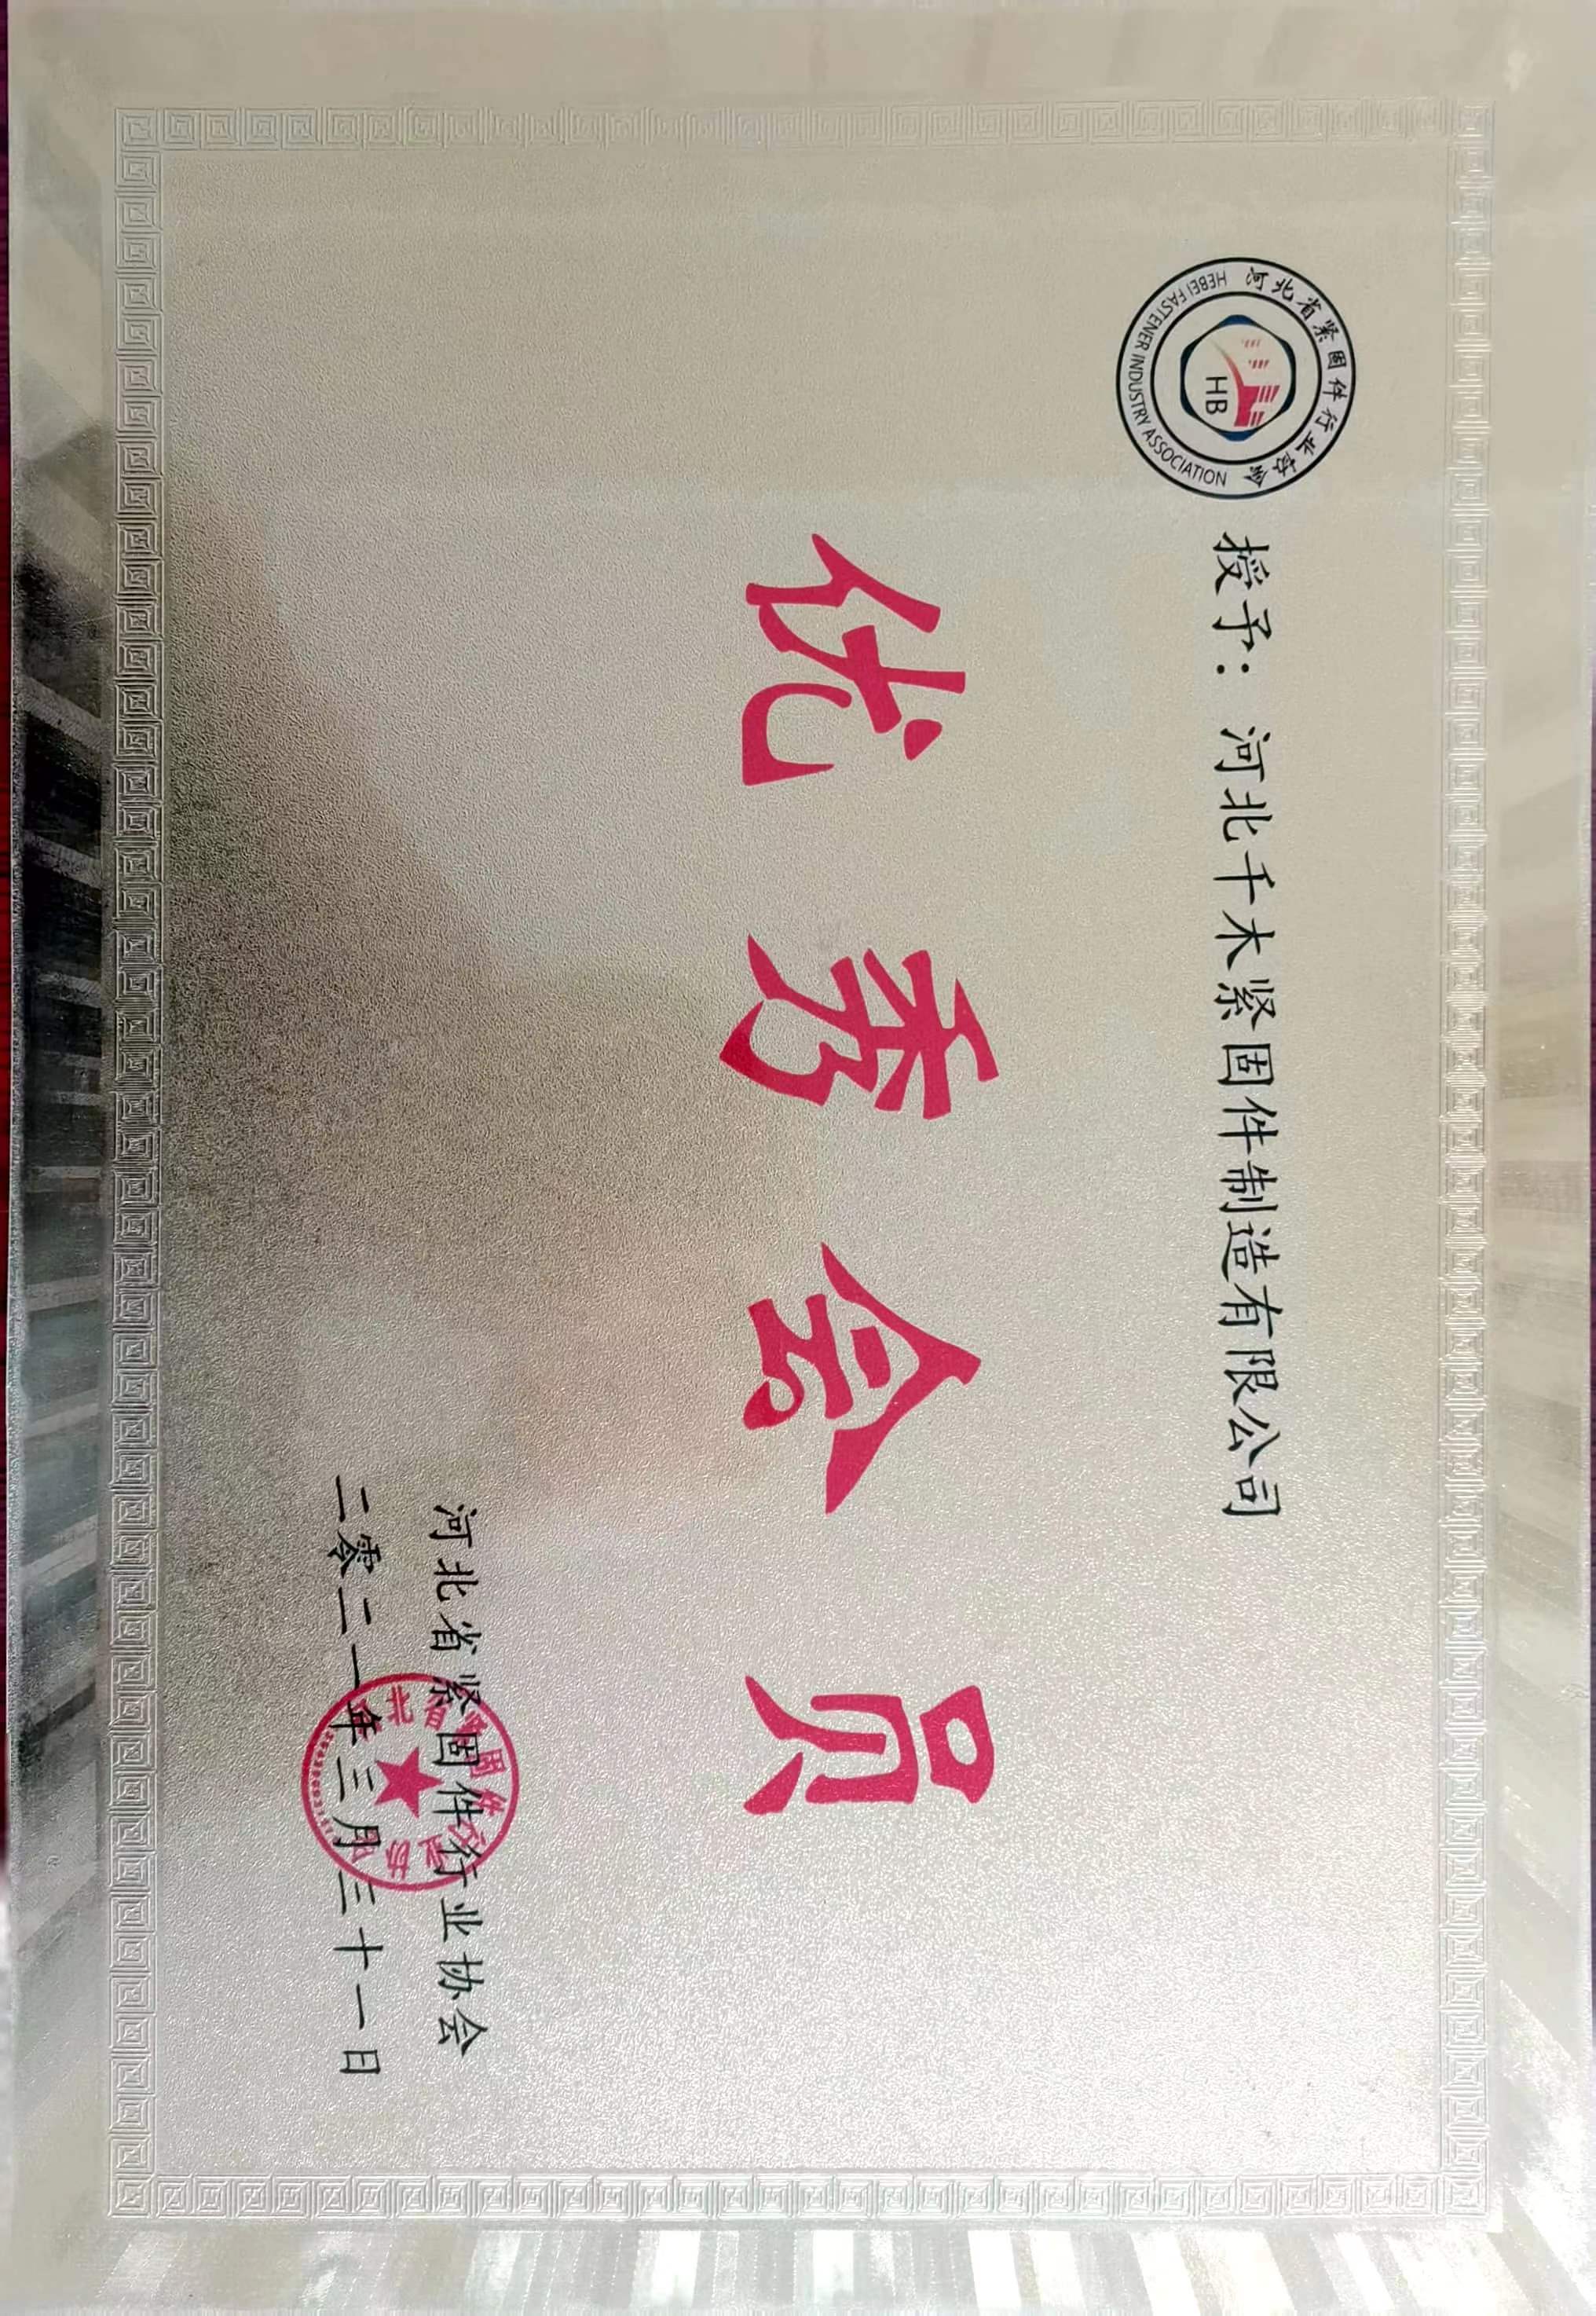 河北省紧固件行业协会
HEBEI FASTENER INDUSTRY ASSOCIATION
HB
授予：河北千木紧固件制造有限公司
优秀会员
河北省紧固件行业协会
二零二一年三月三十一日